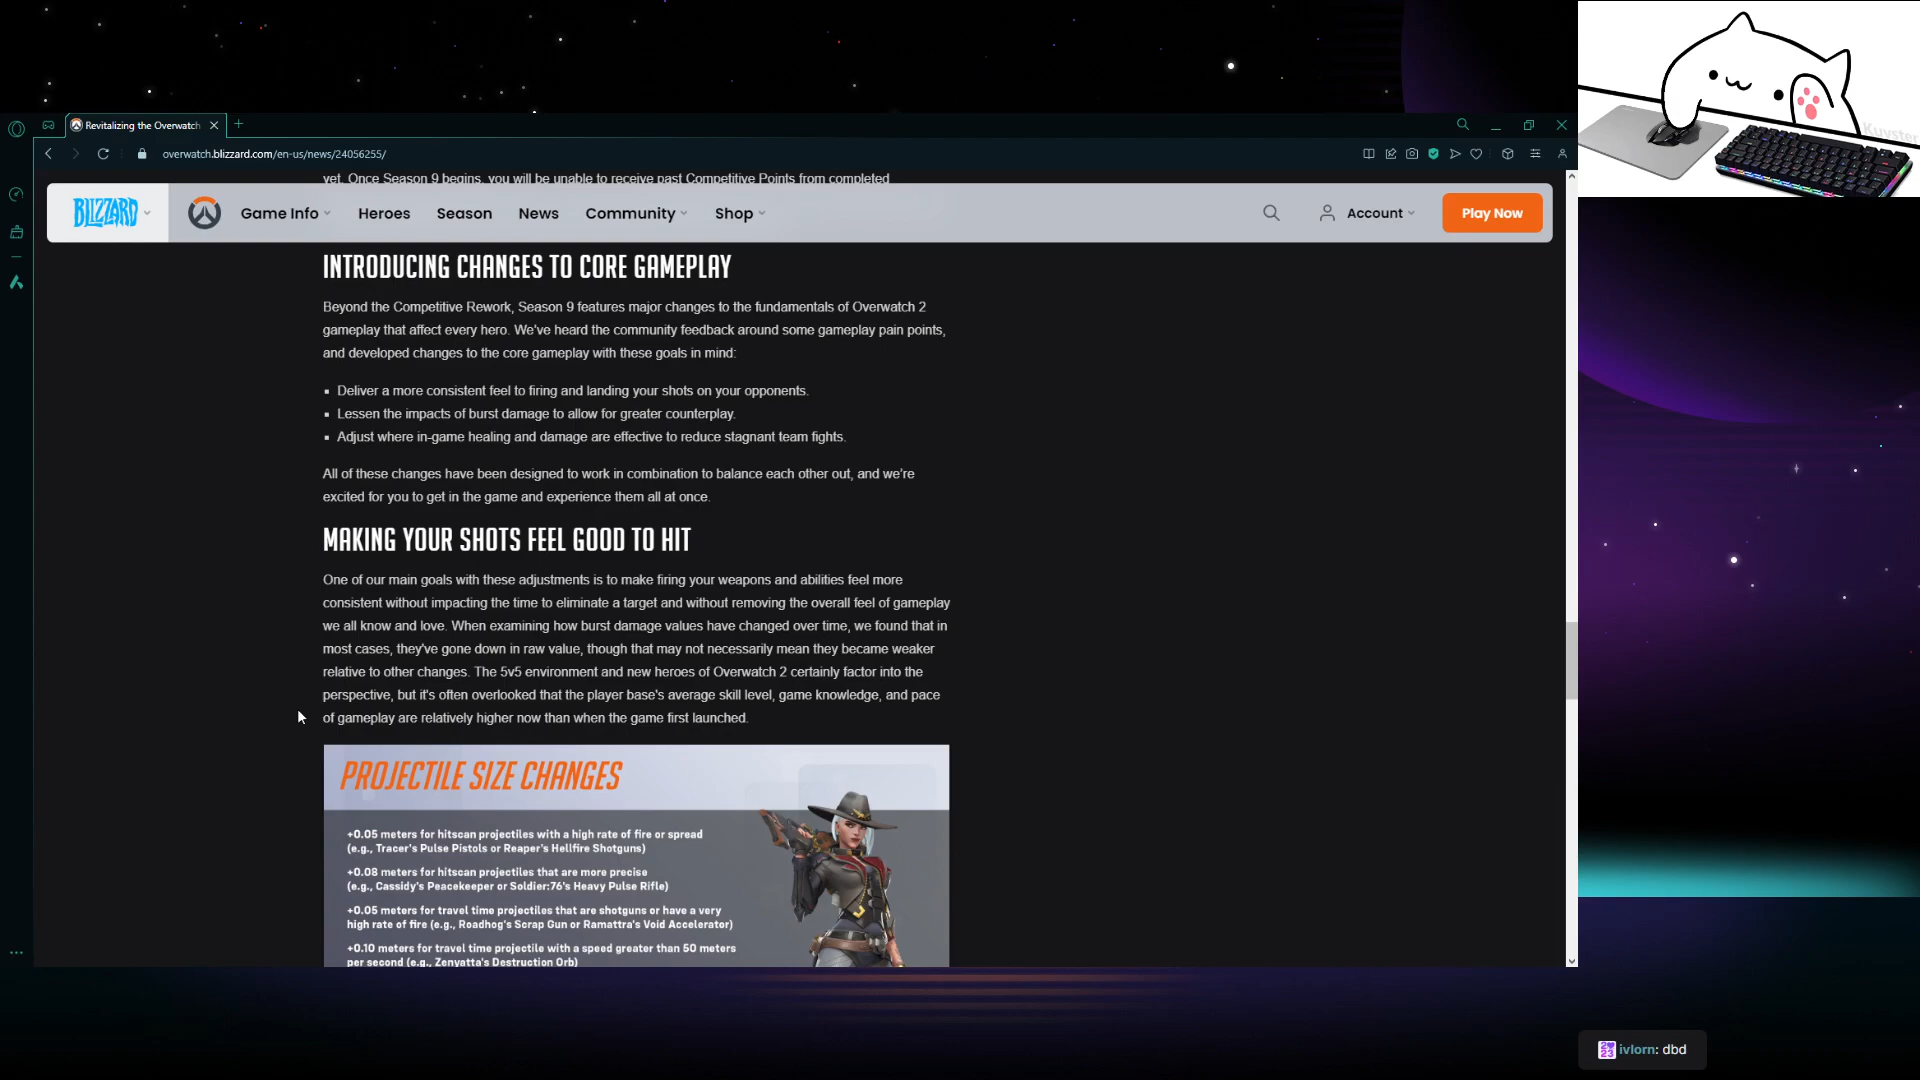 Kuvster
Revitalizing the Overwatch
overwatch.blizzard.com/en-us/news/24056255/
yet. Once Season 9 begins, you will be unable to receive past Competitive Points from completed
BLIZZARD
Game Info
Heroes
Season
News
Community
Shop
Account
Play Now
INTRODUCING CHANGES TO CORE GAMEPLAY
Beyond the Competitive Rework, Season 9 features major changes to the fundamentals of Overwatch 2
gameplay that affect every hero. We've heard the community feedback around some gameplay pain points,
and developed changes to the core gameplay with these goals in mind:
▪ Deliver a more consistent feel to firing and landing your shots on your opponents.
▪ Lessen the impacts of burst damage to allow for greater counterplay.
▪ Adjust where in-game healing and damage are effective to reduce stagnant team fights.
All of these changes have been designed to work in combination to balance each other out, and we're
excited for you to get in the game and experience them all at once.
MAKING YOUR SHOTS FEEL GOOD TO HIT
One of our main goals with these adjustments is to make firing your weapons and abilities feel more
consistent without impacting the time to eliminate a target and without removing the overall feel of gameplay
we all know and love. When examining how burst damage values have changed over time, we found that in
most cases, they've gone down in raw value, though that may not necessarily mean they became weaker
relative to other changes. The 5v5 environment and new heroes of Overwatch 2 certainly factor into the
perspective, but it's often overlooked that the player base's average skill level, game knowledge, and pace
of gameplay are relatively higher now than when the game first launched.
PROJECTILE SIZE CHANGES
+0.05 meters for hitscan projectiles with a high rate of fire or spread
(e.g., Tracer's Pulse Pistols or Reaper's Hellfire Shotguns)
+0.08 meters for hitscan projectiles that are more precise
(e.g., Cassidy's Peacekeeper or Soldier:76's Heavy Pulse Rifle)
+0.05 meters for travel time projectiles that are shotguns or have a very
high rate of fire (e.g., Roadhog's Scrap Gun or Ramattra's Void Accelerator)
+0.10 meters for travel time projectile with a speed greater than 50 meters
per second (e.g., Zenyatta's Destruction Orb)
ivlorn: dbd